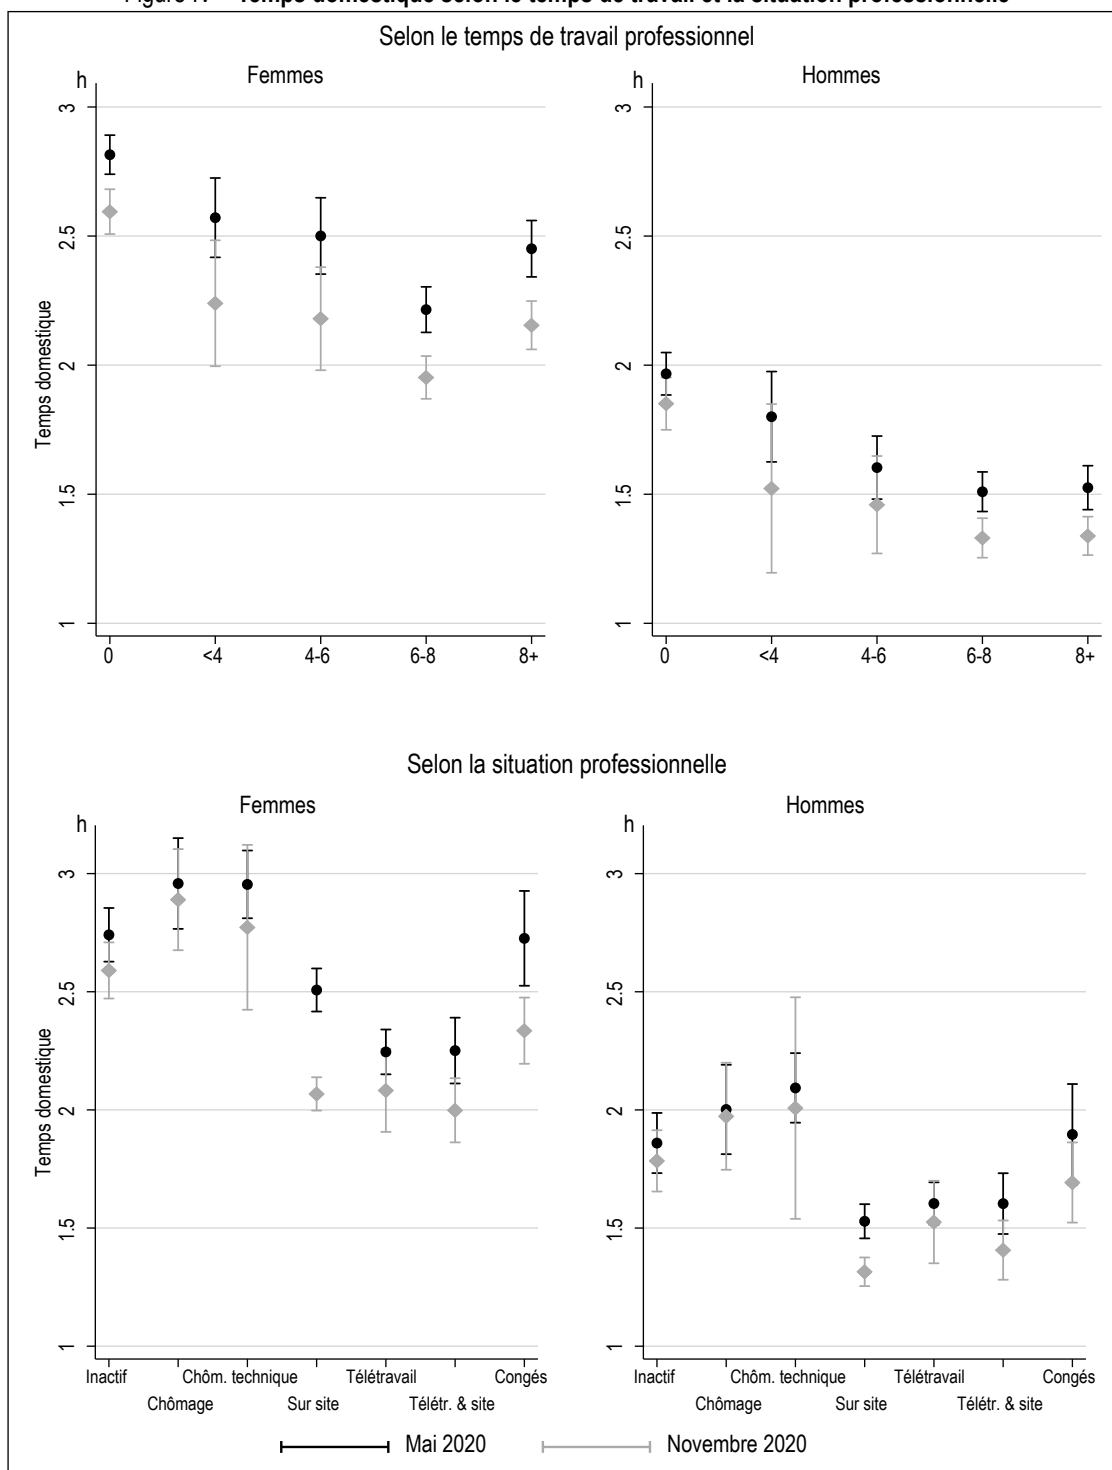 Temps domestique selon le temps de travail et la situation professionnelle
Selon le temps de travail professionnel
Femmes
h
3
2.5
2
1.5
1
Temps domestique
0 <4 4-6 6-8 8+
Hommes
h
3
2.5
2
1.5
1
0 <4 4-6 6-8 8+
Selon la situation professionnelle
Femmes
h
3
2.5
2
1.5
1
Temps domestique
Inactif Chôm. technique Télétravail Congés
Chômage Sur site Télétr. & site
Hommes
h
3
2.5
2
1.5
1
Inactif Chôm. technique Télétravail Congés
Chômage Sur site Télétr. & site
Mai 2020 Novembre 2020